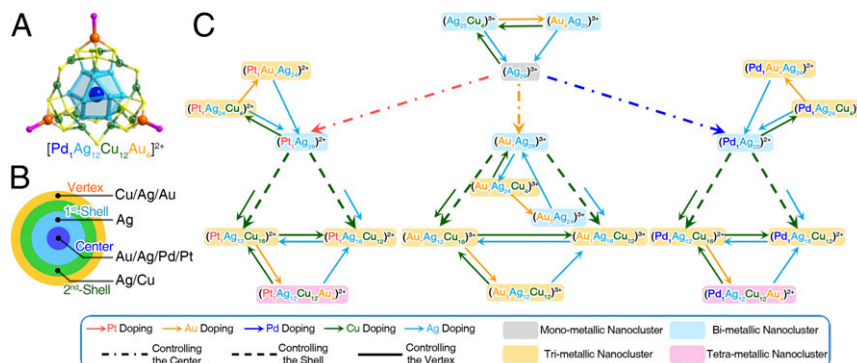 A
[Pd₁Ag₁₂Cu₁₂Au₄]²⁺
B
Vertex
Cu/Ag/Au
1st-Shell
Ag
Center
Au/Ag/Pd/Pt
2nd-Shell
Ag/Cu
C
(Ag₂₅Cu₄)³⁺ (Au₄Ag₂₅)³⁺
(Ag₂₉)³⁺
(Pt₁Au₄Ag₂₄)²⁺
(Pt₁Ag₂₄Cu₄)²⁺
(Pt₁Ag₂₈)²⁺
(Pt₁Ag₁₂Cu₁₆)²⁺ (Pt₁Ag₁₆Cu₁₂)²⁺
(Pt₁Ag₁₂Cu₁₂Au₄)²⁺
(Au₁Ag₂₈)³⁺
(Au₁Ag₂₄Cu₄)³⁺
(Au₅Ag₂₄)³⁺
(Au₁Ag₁₂Cu₁₆)³⁺ (Au₁Ag₁₆Cu₁₂)³⁺
(Au₅Ag₁₂Cu₁₂)³⁺
(Pd₁Au₄Ag₂₄)²⁺
(Pd₁Ag₂₄Cu₄)²⁺
(Pd₁Ag₂₈)²⁺
(Pd₁Ag₁₂Cu₁₆)²⁺ (Pd₁Ag₁₆Cu₁₂)²⁺
(Pd₁Ag₁₂Cu₁₂Au₄)²⁺
Pt Doping Au Doping Pd Doping Cu Doping Ag Doping
Controlling the Center
Controlling the Shell
Controlling the Vertex
Mono-metallic Nanocluster Bi-metallic Nanocluster
Tri-metallic Nanocluster Tetra-metallic Nanocluster